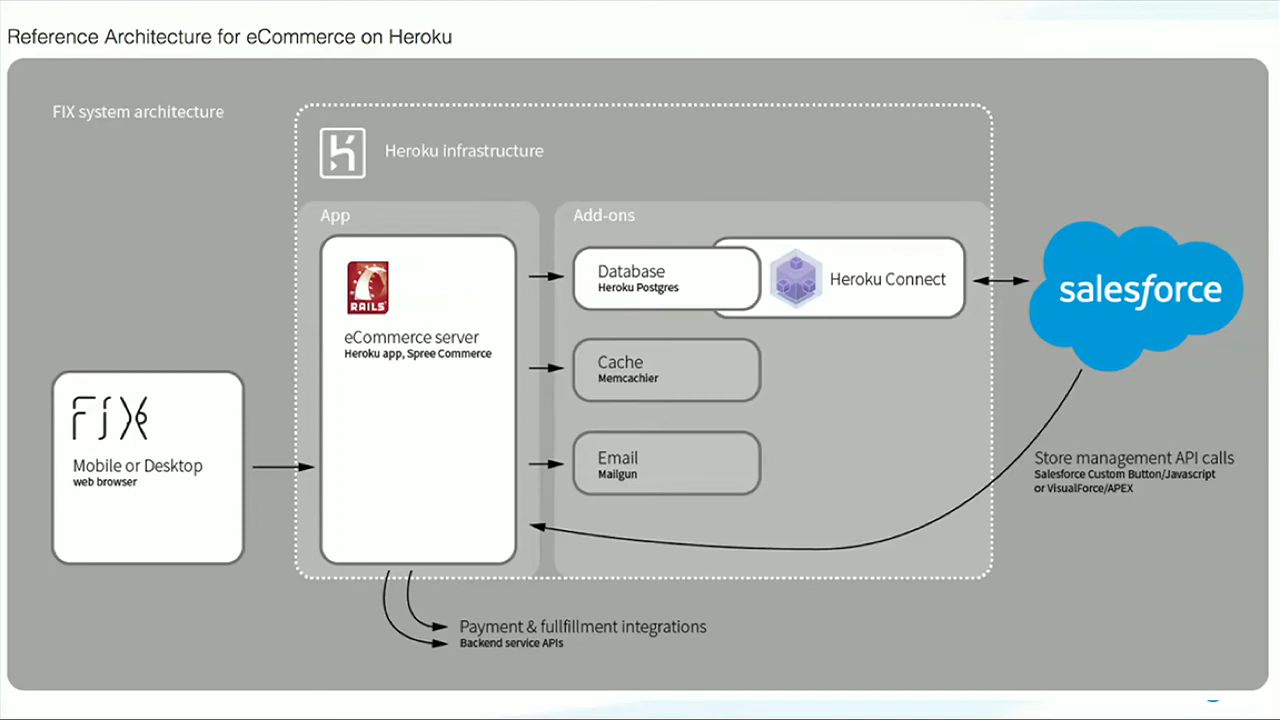 Reference Architecture for eCommerce on Heroku
FIX system architecture
Heroku infrastructure
App
Add-ons
RAILS
eCommerce server
Heroku app, Spree Commerce
Database
Heroku Postgres
Heroku Connect
salesforce
Cache
Memcachier
FIX
Mobile or Desktop
web browser
Email
Mailgun
Store management API calls
Salesforce Custom Button/Javascript
or VisualForce/APEX
Payment & fullfillment integrations
Backend service APIs